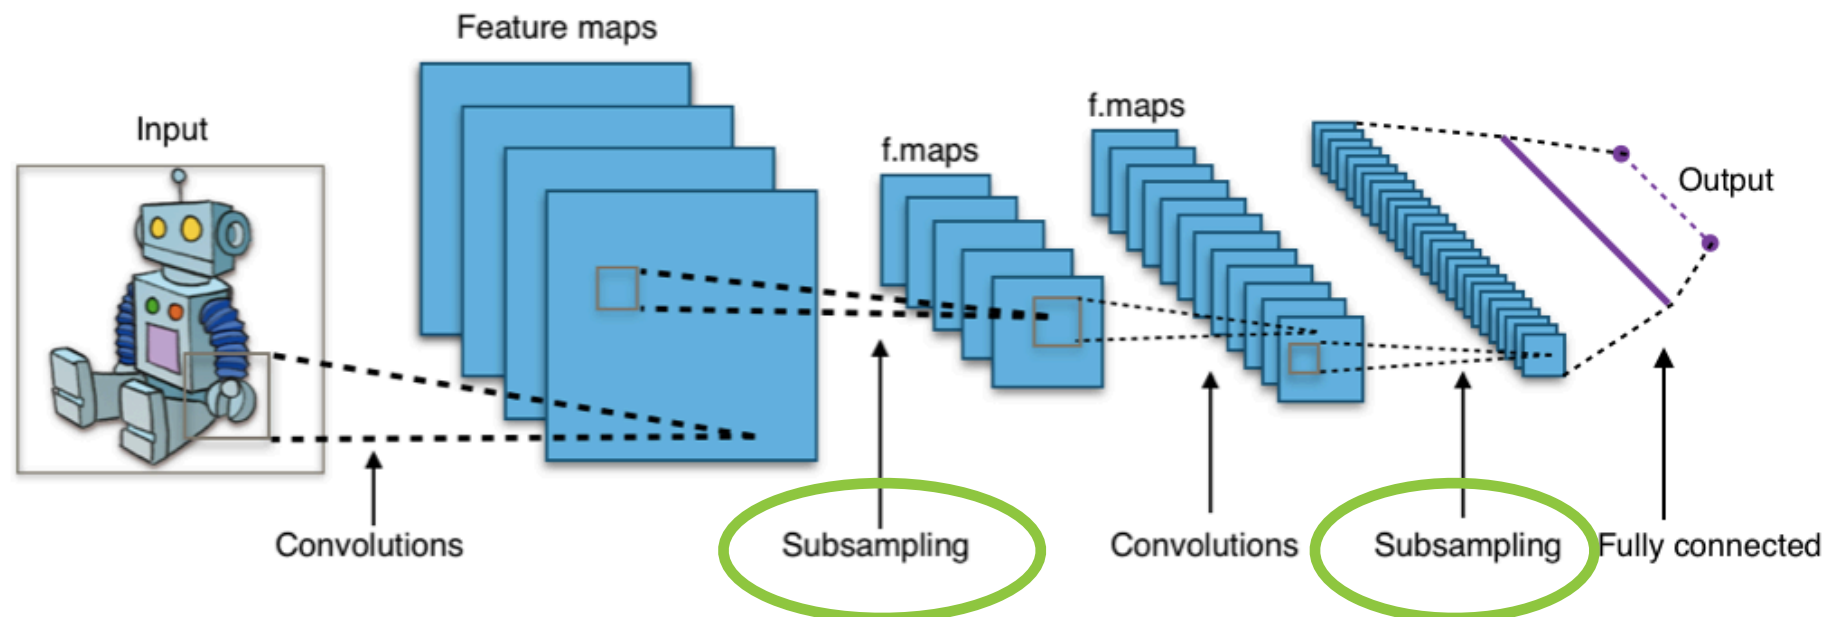 Feature maps
f.maps
Input
f.maps
Output
Convolutions
Subsampling
Convolutions
Subsampling
Fully connected